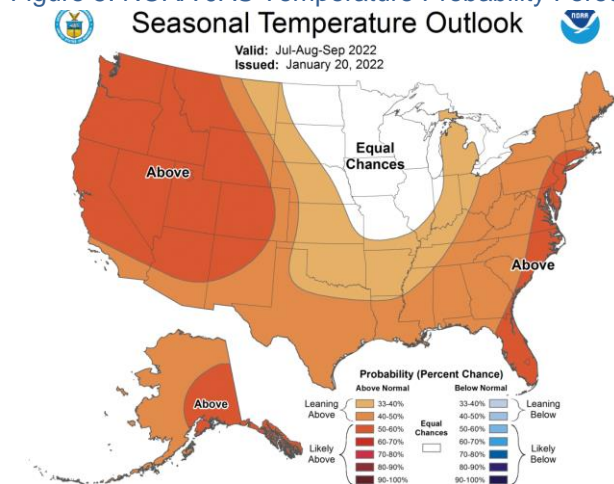 Seasonal Temperature Outlook
Valid: Jul-Aug-Sep 2022
Issued: January 20, 2022
NOAA
Equal
Chances
Above
Above
Above
Probability (Percent Chance)
Above Normal
Below Normal
Leaning
Above
33-40%
40-50%
33-40%
40-50%
Leaning
Below
Equal
Chances
Likely
Above
50-60%
60-70%
70-80%
80-90%
90-100%
50-60%
60-70%
70-80%
80-90%
90-100%
Likely
Below